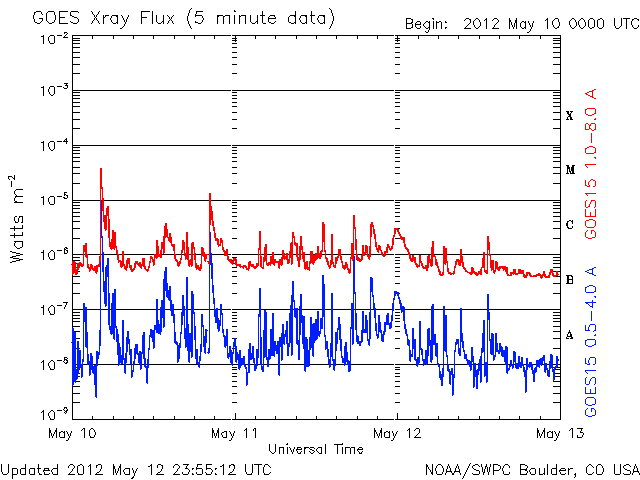 GOES Xray Flux (5 minute data)
Begin: 2012 May 10 0000 UTC
10⁻²
10⁻³
10⁻⁴
10⁻⁵
10⁻⁶
10⁻⁷
10⁻⁸
10⁻⁹
Watts m⁻²
X
M
C
B
A
GOES15 1.0-8.0 A
GOES15 0.5-4.0 A
May 10
May 11
May 12
May 13
Universal Time
Updated 2012 May 12 23:55:12 UTC
NOAA/SWPC Boulder, CO USA